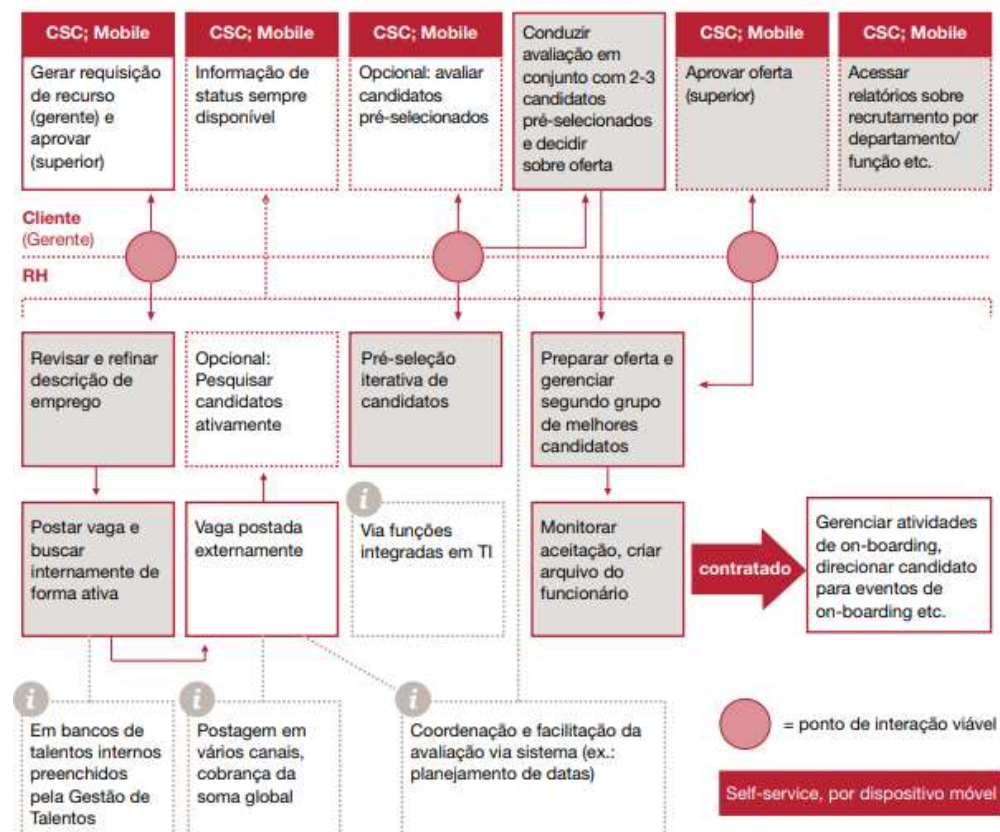 CSC; Mobile
Gerar requisição
de recurso
(gerente) e
aprovar
(superior)
CSC; Mobile
Informação de
status sempre
disponível
CSC; Mobile
Opcional: avaliar
candidatos
pré-selecionados
Conduzir
avaliação em
conjunto com 2-3
candidatos
pré-selecionados
e decidir
sobre oferta
CSC; Mobile
Aprovar oferta
(superior)
CSC; Mobile
Acessar
relatórios sobre
recrutamento por
departamento/
função etc.
Cliente
(Gerente)
RH
Revisar e refinar
descrição de
emprego
Opcional:
Pesquisar
candidatos
ativamente
Pré-seleção
iterativa de
candidatos
Preparar oferta e
gerenciar
segundo grupo
de melhores
candidatos
Postar vaga e
buscar
internamente de
forma ativa
Vaga postada
externamente
i
Via funções
integradas em TI
Monitorar
aceitação, criar
arquivo do
funcionário
contratado
Gerenciar atividades
de on-boarding,
direcionar candidato
para eventos de
on-boarding etc.
i
Em bancos de
talentos internos
preenchidos
pela Gestão de
Talentos
i
Postagem em
vários canais,
cobrança da
soma global
i
Coordenação e facilitação da
avaliação via sistema (ex.:
planejamento de datas)
= ponto de interação viável
Self-service, por dispositivo móvel